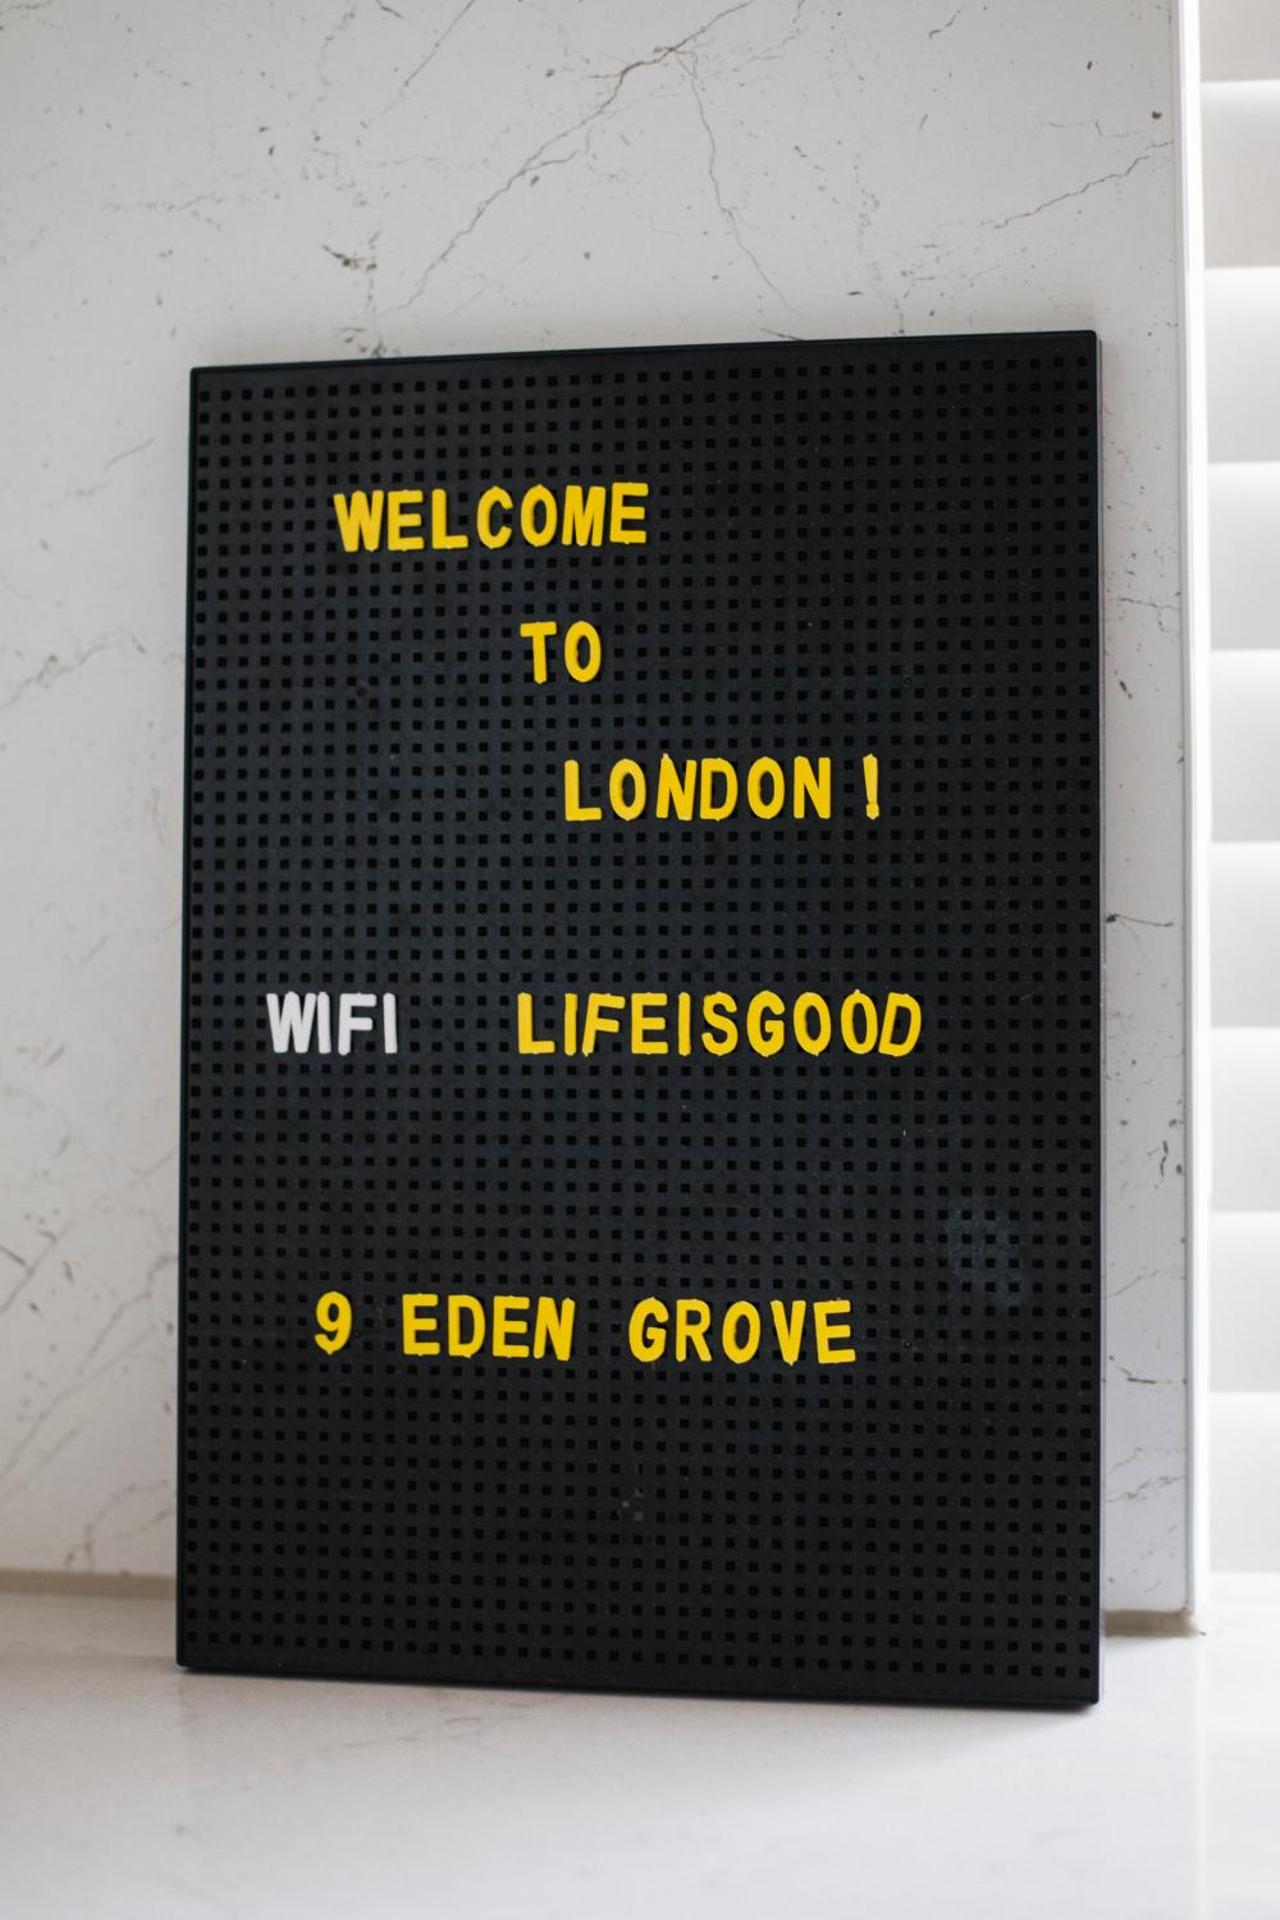 WELCOME
TO
LONDON !
WIFI LIFEISGOOD
9 EDEN GROVE